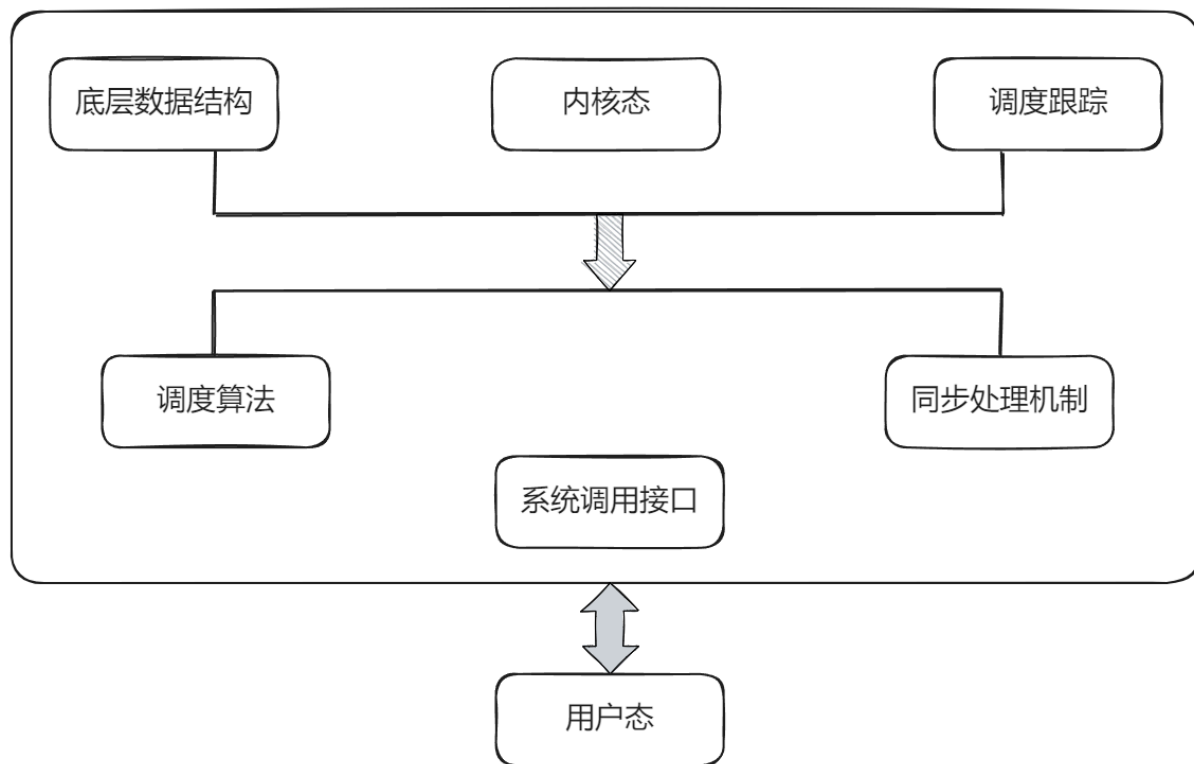 底层数据结构
内核态
调度跟踪
调度算法
同步处理机制
系统调用接口
用户态